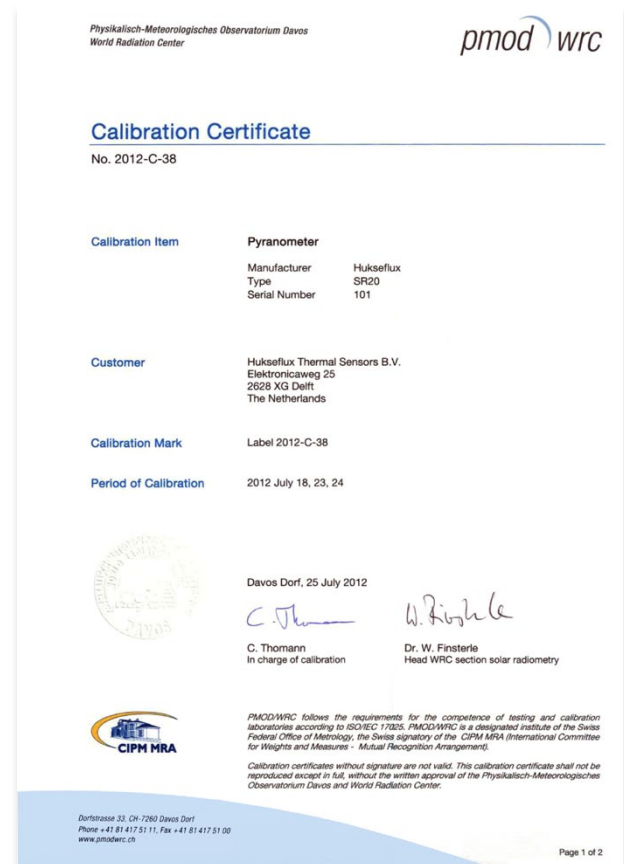 Physikalisch-Meteorologisches Observatorium Davos
World Radiation Center
pmod wrc
Calibration Certificate
No. 2012-C-38
Calibration Item
Pyranometer
Manufacturer Hukseflux
Type SR20
Serial Number 101
Customer
Hukseflux Thermal Sensors B.V.
Elektronicaweg 25
2628 XG Delft
The Netherlands
Calibration Mark
Label 2012-C-38
Period of Calibration
2012 July 18, 23, 24
DAVOS
Davos Dorf, 25 July 2012
C. Thomann
In charge of calibration
Dr. W. Finsterle
Head WRC section solar radiometry
CIPM MRA
PMOD/WRC follows the requirements for the competence of testing and calibration
laboratories according to ISO/IEC 17025. PMOD/WRC is a designated institute of the Swiss
Federal Office of Metrology, the Swiss signatory of the CIPM MRA (International Committee
for Weights and Measures - Mutual Recognition Arrangement).
Calibration certificates without signature are not valid. This calibration certificate shall not be
reproduced except in full, without the written approval of the Physikalisch-Meteorologisches
Observatorium Davos and World Radiation Center.
Dorfstrasse 33, CH-7260 Davos Dorf
Phone +41 81 417 51 11, Fax +41 81 417 51 00
www.pmodwrc.ch
Page 1 of 2